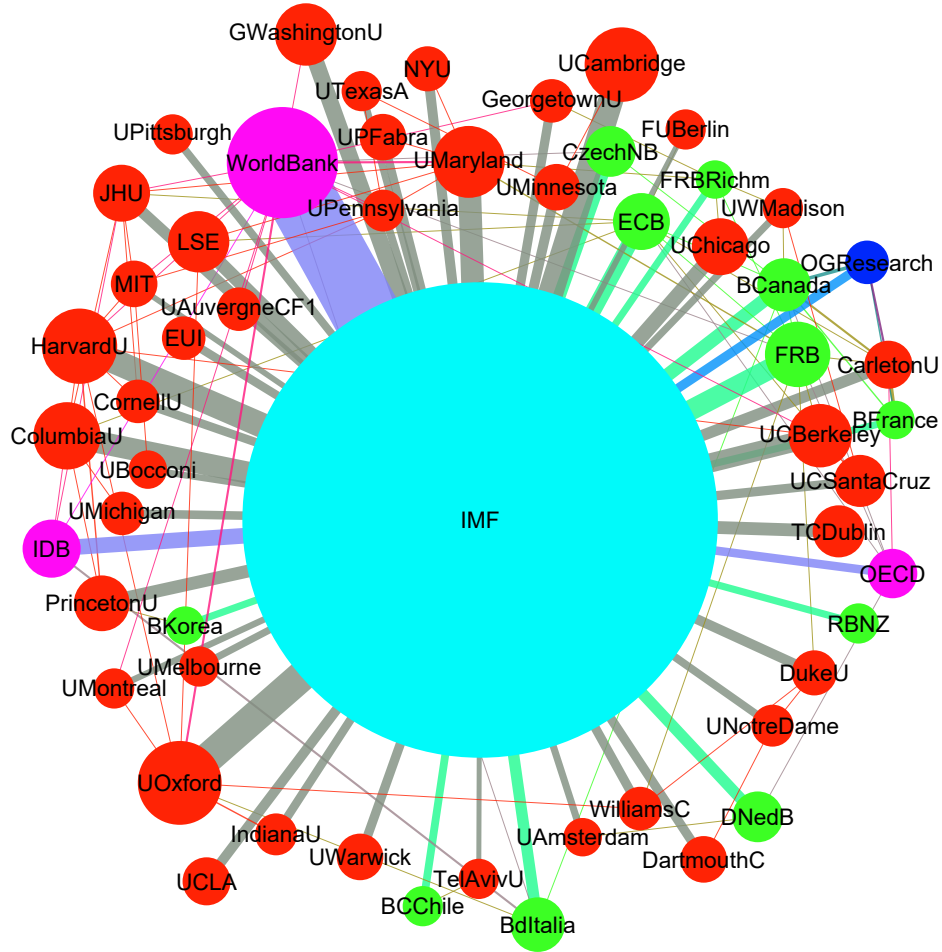 GWashingtonU
UCambridge
NYU
UTexasA
GeorgetownU
UPittsburgh
UPFabra
FUBerlin
CzechNB
WorldBank
UMaryland
UMinnesota
FRBRichm
JHU
UPennsylvania
UWMadison
LSE
ECB
UChicago
OGResearch
MIT
BCanada
UAuvergneCF1
EUI
HarvardU
FRB
CarletonU
CornellU
BFrance
ColumbiaU
UCBerkeley
UBocconi
UCSantaCruz
UMichigan
IMF
TCDublin
IDB
OECD
PrincetonU
BKorea
RBNZ
UMelbourne
DukeU
UMontreal
UNotreDame
UOxford
WilliamsC
DNedB
IndianaU
UAmsterdam
UWarwick
DartmouthC
UCLA
TelAvivU
BCChile
BdItalia